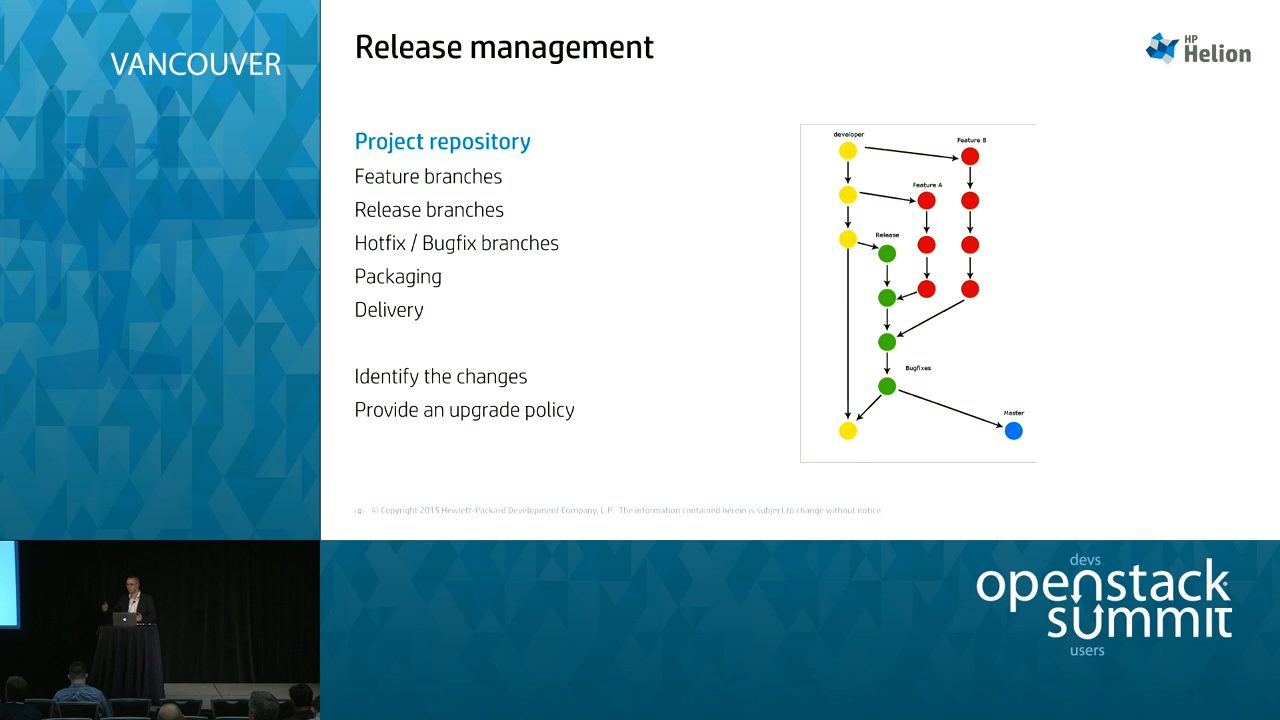 VANCOUVER
Release management
HP
Helion
Project repository
Feature branches
Release branches
Hotfix / Bugfix branches
Packaging
Delivery
Identify the changes
Provide an upgrade policy
developer
Feature B
Feature A
Release
Bugfixes
Master
‹#› © Copyright 2015 Hewlett-Packard Development Company, L.P. The information contained herein is subject to change without notice.
devs
openstack
summit
users